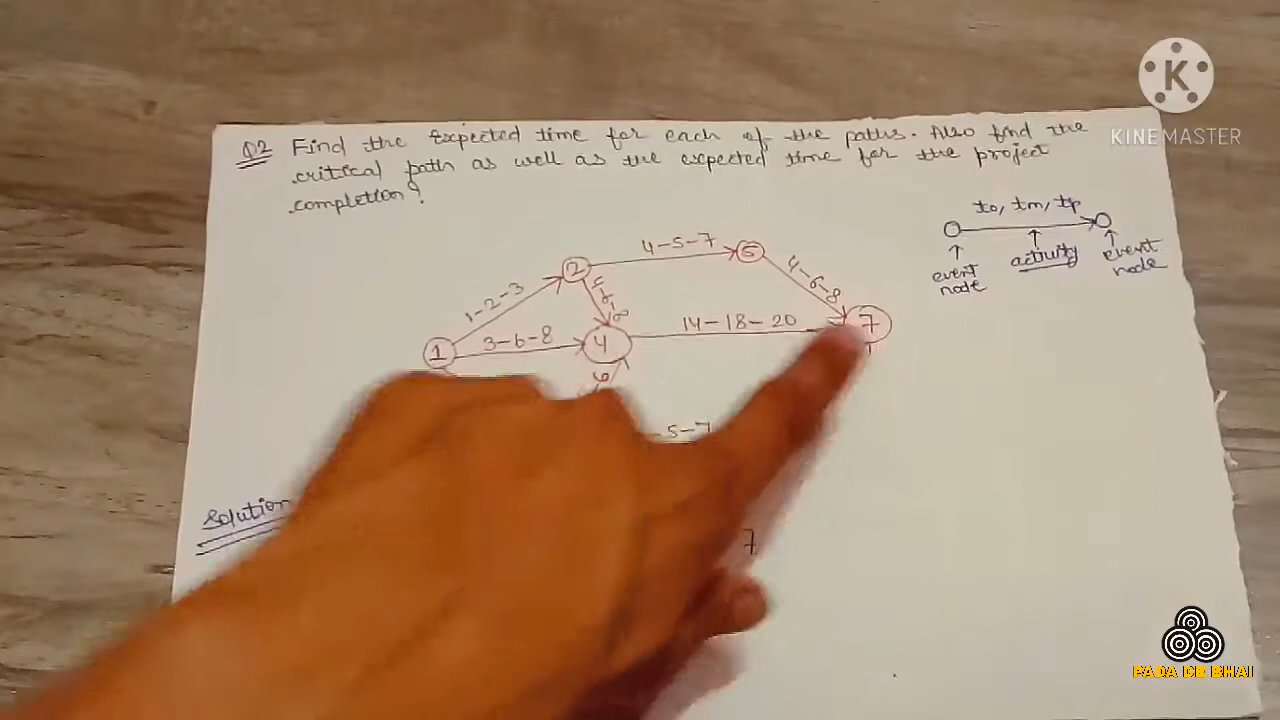 Q2 Find the Expected time for each of the paths. Also find the
critical path as well as the expected time for the project
completion?
to, tm, tp
event node
activity
event node
4-5-7
2
4-6-8
1-2-3
3-6-8
14-18-20
7
1
4
6
5-7
Solution
7
K
KINEMASTER
PADA DE BHAI